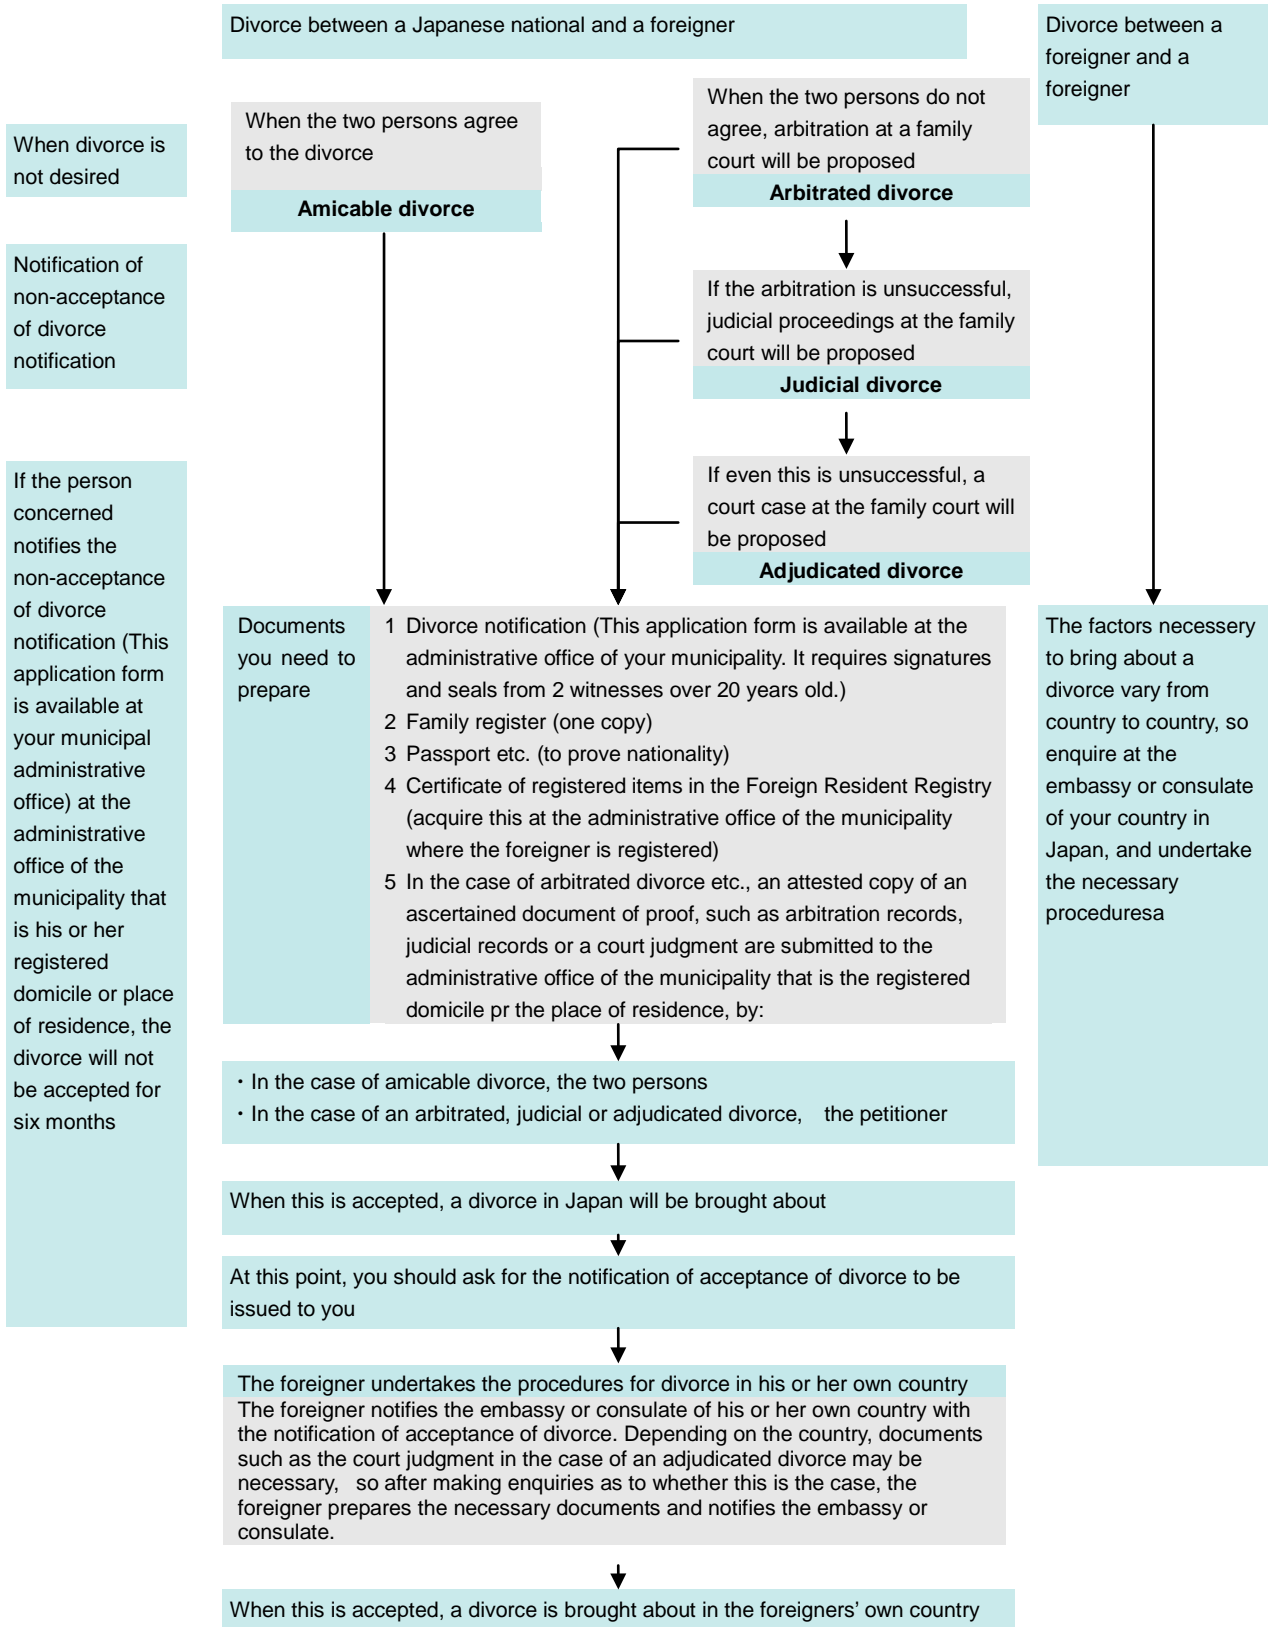 Divorce between a Japanese national and a foreigner
Divorce between a
foreigner and a
foreigner
When divorce is
not desired
Notification of
non-acceptance
of divorce
notification
If the person
concerned
notifies the
non-acceptance
of divorce
notification (This
application form
is available at
your municipal
administrative
office) at the
administrative
office of the
municipality that
is his or her
registered
domicile or place
of residence, the
divorce will not
be accepted for
six months
When the two persons agree
to the divorce
Amicable divorce
When the two persons do not
agree, arbitration at a family
court will be proposed
Arbitrated divorce
If the arbitration is unsuccessful,
judicial proceedings at the family
court will be proposed
Judicial divorce
If even this is unsuccessful, a
court case at the family court will
be proposed
Adjudicated divorce
Documents
you need to
prepare
1 Divorce notification (This application form is available at the
administrative office of your municipality. It requires signatures
and seals from 2 witnesses over 20 years old.)
2 Family register (one copy)
3 Passport etc. (to prove nationality)
4 Certificate of registered items in the Foreign Resident Registry
(acquire this at the administrative office of the municipality
where the foreigner is registered)
5 In the case of arbitrated divorce etc., an attested copy of an
ascertained document of proof, such as arbitration records,
judicial records or a court judgment are submitted to the
administrative office of the municipality that is the registered
domicile pr the place of residence, by:
・In the case of amicable divorce, the two persons
・In the case of an arbitrated, judicial or adjudicated divorce, the petitioner
When this is accepted, a divorce in Japan will be brought about
At this point, you should ask for the notification of acceptance of divorce to be
issued to you
The foreigner undertakes the procedures for divorce in his or her own country
The foreigner notifies the embassy or consulate of his or her own country with
the notification of acceptance of divorce. Depending on the country, documents
such as the court judgment in the case of an adjudicated divorce may be
necessary, so after making enquiries as to whether this is the case, the
foreigner prepares the necessary documents and notifies the embassy or
consulate.
When this is accepted, a divorce is brought about in the foreigners’ own country
The factors necessery
to bring about a
divorce vary from
country to country, so
enquire at the
embassy or consulate
of your country in
Japan, and undertake
the necessary
proceduresa